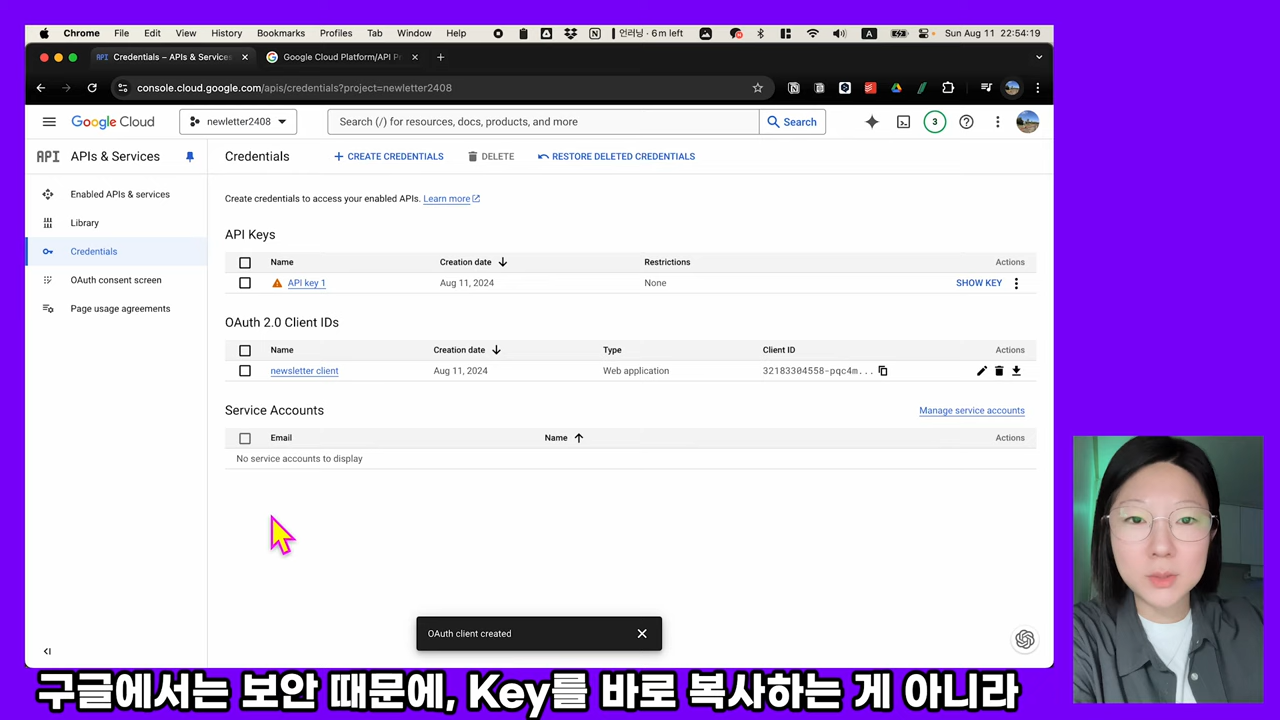 Chrome File Edit View History Bookmarks Profiles Tab Window Help 인러닝 · 6 m left A Sun Aug 11 22:54:19
API Credentials – APIs & Services Google Cloud Platform/API P
console.cloud.google.com/apis/credentials?project=newletter2408
Google Cloud newletter2408 Search (/) for resources, docs, products, and more Search 3
API APIs & Services Credentials + CREATE CREDENTIALS DELETE RESTORE DELETED CREDENTIALS
Enabled APIs & services
Library
Credentials
OAuth consent screen
Page usage agreements
Create credentials to access your enabled APIs. Learn more
API Keys
Name Creation date Restrictions Actions
API key 1 Aug 11, 2024 None SHOW KEY
OAuth 2.0 Client IDs
Name Creation date Type Client ID Actions
newsletter client Aug 11, 2024 Web application 32183304558-pqc4m...
Service Accounts Manage service accounts
Email Name Actions
No service accounts to display
OAuth client created
구글에서는 보안 때문에, Key를 바로 복사하는 게 아니라